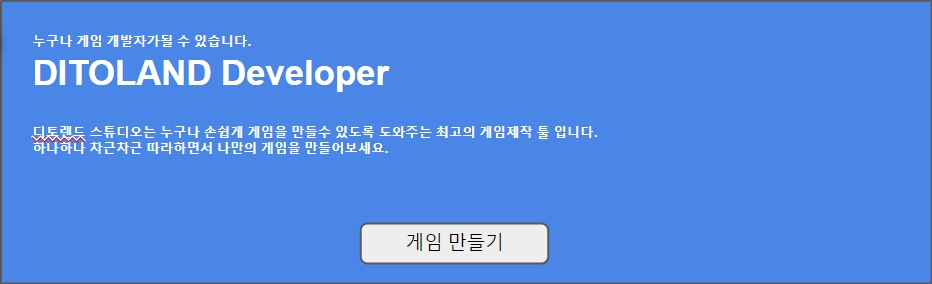 누구나 게임 개발자가될 수 있습니다.
DITOLAND Developer
디토랜드 스튜디오는 누구나 손쉽게 게임을 만들수 있도록 도와주는 최고의 게임제작 툴 입니다.
하나하나 차근차근 따라하면서 나만의 게임을 만들어보세요.
게임 만들기